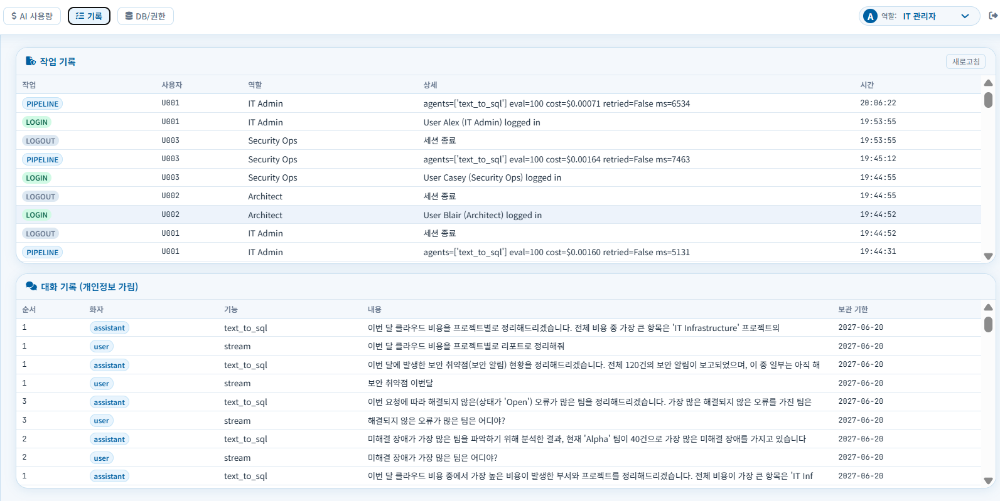 $ AI 사용량 기록 DB/권한 A 역할: IT 관리자
작업 기록 새로고침
작업 사용자 역할 상세 시간
PIPELINE U001 IT Admin agents=['text_to_sql'] eval=100 cost=$0.00071 retried=False ms=6534 20:06:22
LOGIN U001 IT Admin User Alex (IT Admin) logged in 19:53:55
LOGOUT U003 Security Ops 세션 종료 19:53:55
PIPELINE U003 Security Ops agents=['text_to_sql'] eval=100 cost=$0.00164 retried=False ms=7463 19:45:12
LOGIN U003 Security Ops User Casey (Security Ops) logged in 19:44:55
LOGOUT U002 Architect 세션 종료 19:44:55
LOGIN U002 Architect User Blair (Architect) logged in 19:44:52
LOGOUT U001 IT Admin 세션 종료 19:44:52
PIPELINE U001 IT Admin agents=['text_to_sql'] eval=100 cost=$0.00160 retried=False ms=5131 19:44:31
대화 기록 (개인정보 가림)
순서 화자 기능 내용 보관 기한
1 assistant text_to_sql 이번 달 클라우드 비용을 프로젝트별로 정리해드리겠습니다. 전체 비용 중 가장 큰 항목은 'IT Infrastructure' 프로젝트의 2027-06-20
1 user stream 이번 달 클라우드 비용을 프로젝트별로 리포트로 정리해줘 2027-06-20
1 assistant text_to_sql 이번 달에 발생한 보안 취약점(보안 알림) 현황을 정리해드리겠습니다. 전체 120건의 보안 알림이 보고되었으며, 이 중 일부는 아직 해 2027-06-20
1 user stream 보안 취약점 이번달 2027-06-20
3 assistant text_to_sql 이번 요청에 따라 해결되지 않은(상태가 'Open') 오류가 많은 팀을 정리해드리겠습니다. 가장 많은 해결되지 않은 오류를 가진 팀은 2027-06-20
3 user stream 해결되지 않은 오류가 많은 팀은 어디야? 2027-06-20
2 assistant text_to_sql 미해결 장애가 가장 많은 팀을 파악하기 위해 분석한 결과, 현재 'Alpha' 팀이 40건으로 가장 많은 미해결 장애를 가지고 있습니다 2027-06-20
2 user stream 미해결 장애가 가장 많은 팀은 어디야? 2027-06-20
1 assistant text_to_sql 이번 달 클라우드 비용 중에서 가장 높은 비용이 발생한 부서와 프로젝트를 정리해드리겠습니다. 전체 비용이 가장 큰 항목은 'IT Inf 2027-06-20